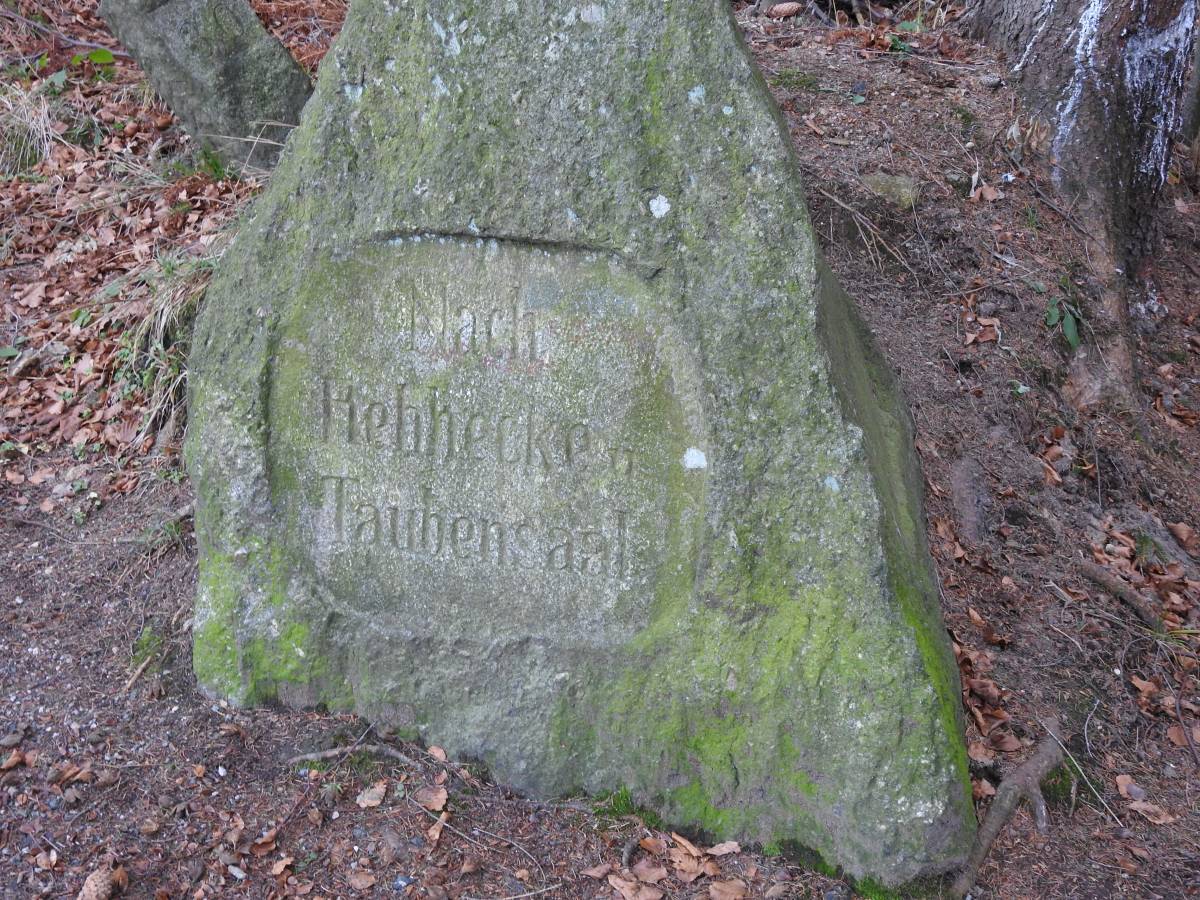 Nach
Rehhecke u.
Taubensaal.